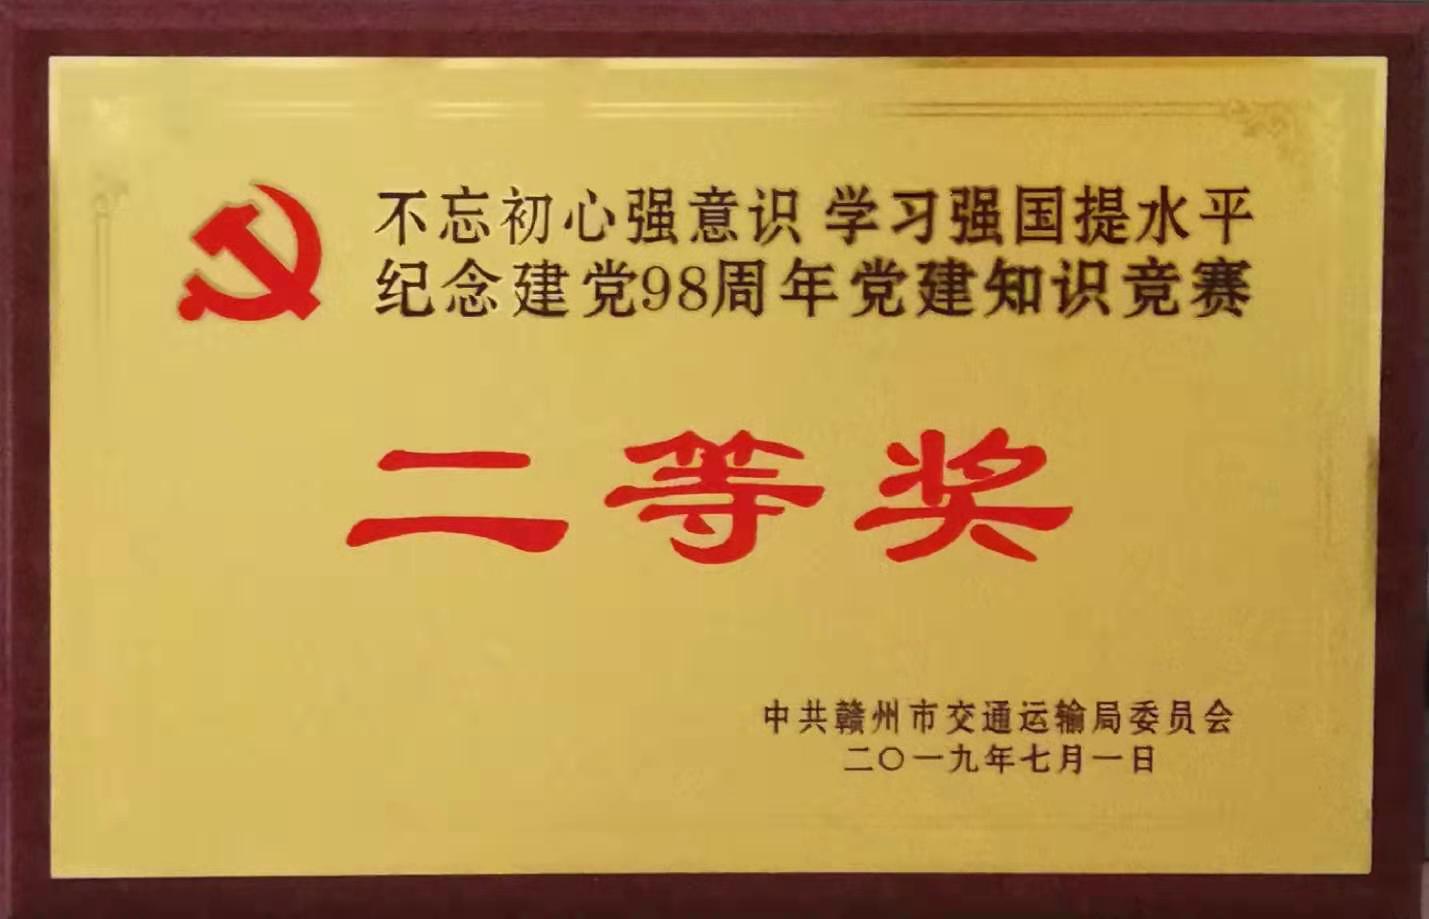 不忘初心强意识 学习强国提水平
纪念建党98周年党建知识竞赛
二等奖
中共赣州市交通运输局委员会
二〇一九年七月一日